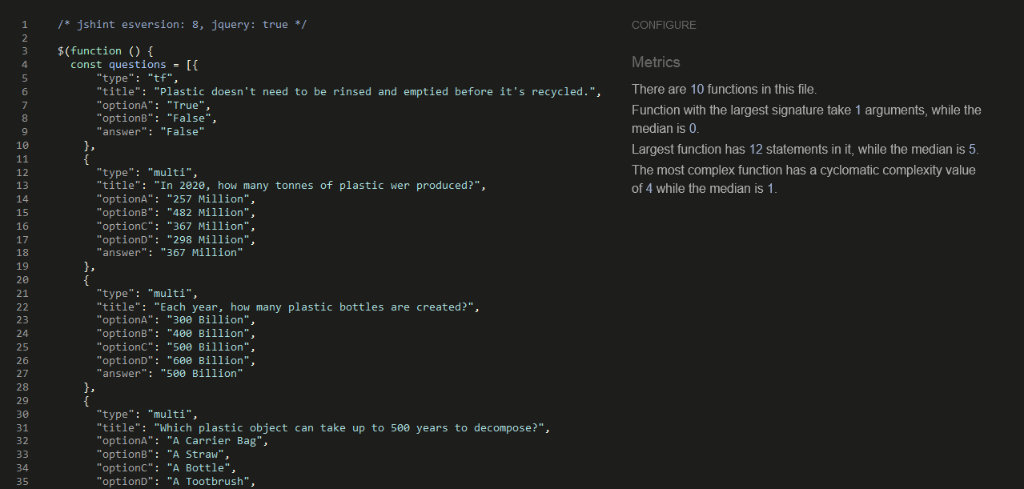 1 /* jshint esversion: 8, jquery: true */
2
3 $(function () {
4 const questions = [{
5 "type": "tf",
6 "title": "Plastic doesn't need to be rinsed and emptied before it's recycled.",
7 "optionA": "True",
8 "optionB": "False",
9 "answer": "False"
10 },
11 {
12 "type": "multi",
13 "title": "In 2020, how many tonnes of plastic wer produced?",
14 "optionA": "257 Million",
15 "optionB": "482 Million",
16 "optionC": "367 Million",
17 "optionD": "298 Million",
18 "answer": "367 Million"
19 },
20 {
21 "type": "multi",
22 "title": "Each year, how many plastic bottles are created?",
23 "optionA": "300 Billion",
24 "optionB": "400 Billion",
25 "optionC": "500 Billion",
26 "optionD": "600 Billion",
27 "answer": "500 Billion"
28 },
29 {
30 "type": "multi",
31 "title": "Which plastic object can take up to 500 years to decompose?",
32 "optionA": "A Carrier Bag",
33 "optionB": "A Straw",
34 "optionC": "A Bottle",
35 "optionD": "A Tootbrush",
CONFIGURE
Metrics
There are 10 functions in this file.
Function with the largest signature take 1 arguments, while the
median is 0.
Largest function has 12 statements in it, while the median is 5.
The most complex function has a cyclomatic complexity value
of 4 while the median is 1.